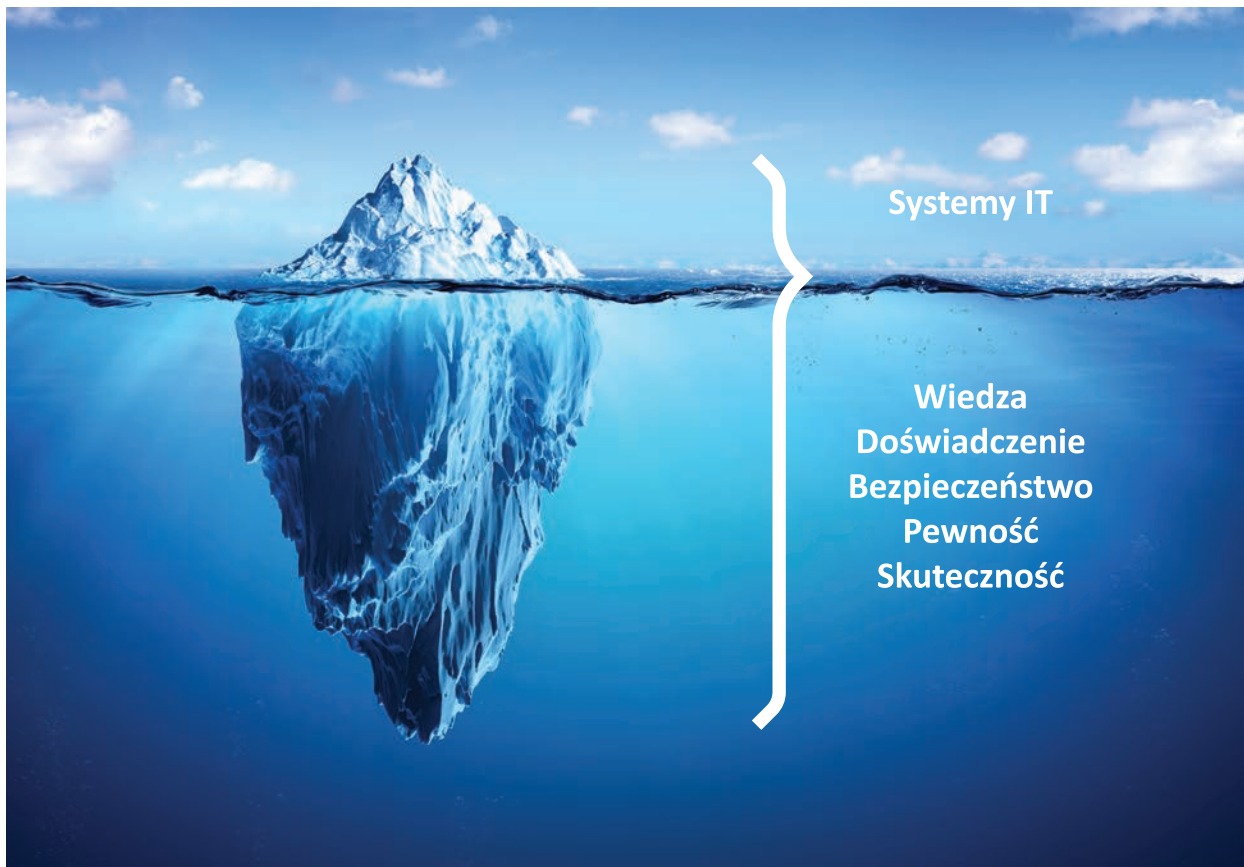 Systemy IT
Wiedza
Doświadczenie
Bezpieczeństwo
Pewność
Skuteczność